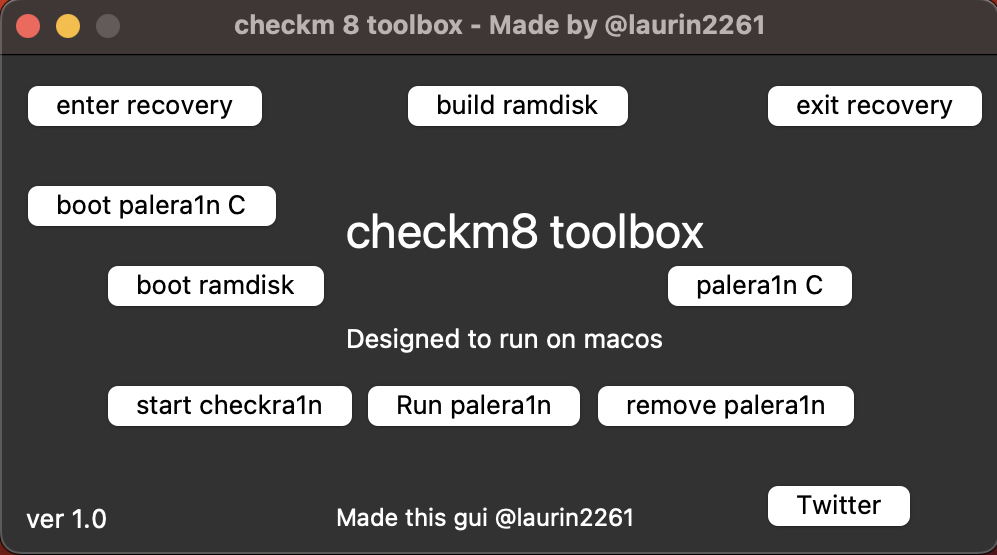 checkm 8 toolbox - Made by @laurin2261
enter recovery
build ramdisk
exit recovery
boot palera1n C
checkm8 toolbox
boot ramdisk
palera1n C
Designed to run on macos
start checkra1n
Run palera1n
remove palera1n
Twitter
ver 1.0
Made this gui @laurin2261